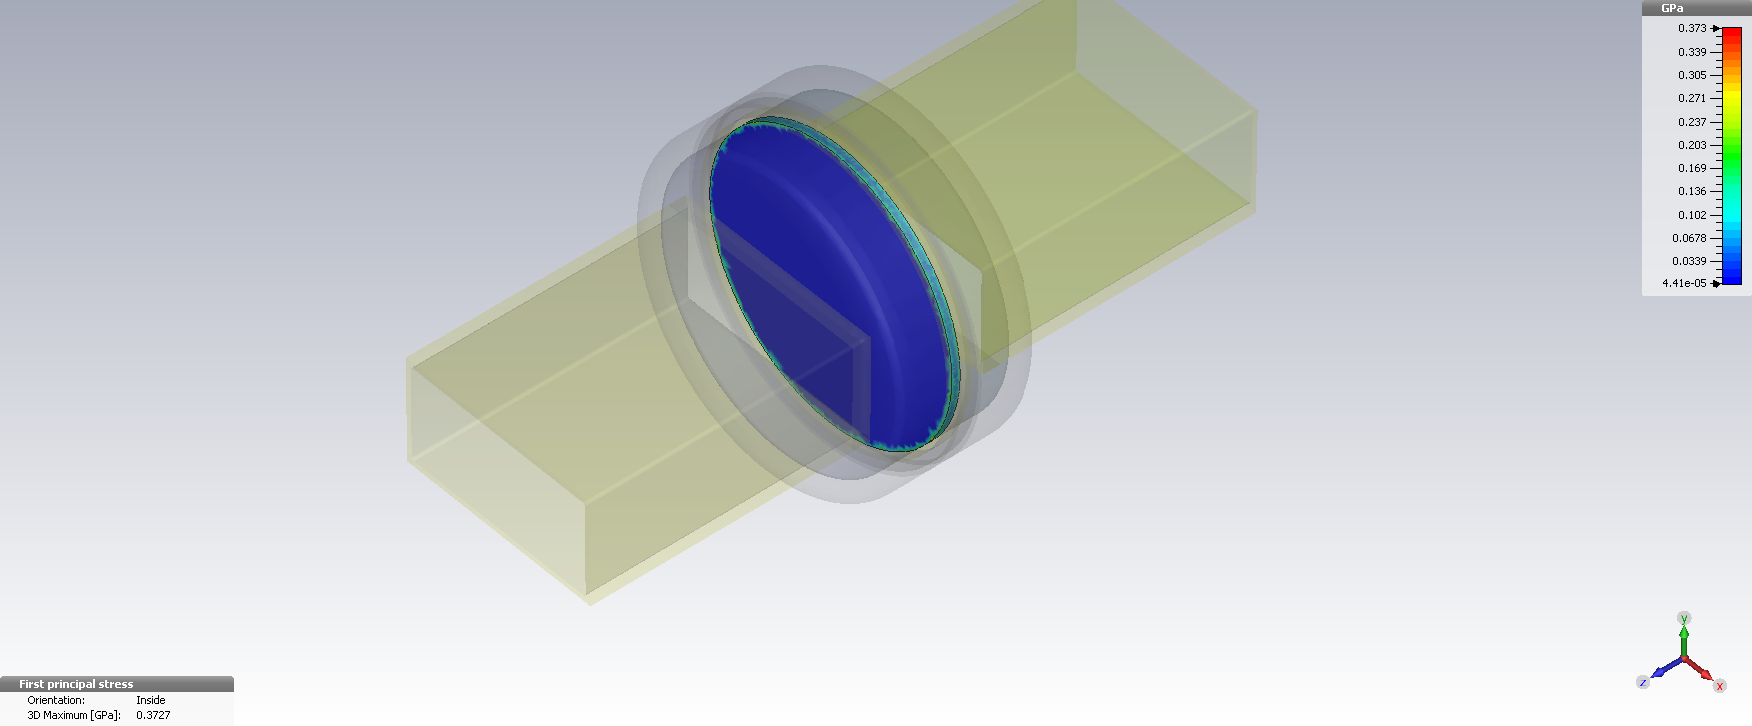 GPa
0.373
0.339
0.305
0.271
0.237
0.203
0.169
0.136
0.102
0.0678
0.0339
4.41e-05
y
z
x
First principal stress
Orientation: Inside
3D Maximum [GPa]: 0.3727